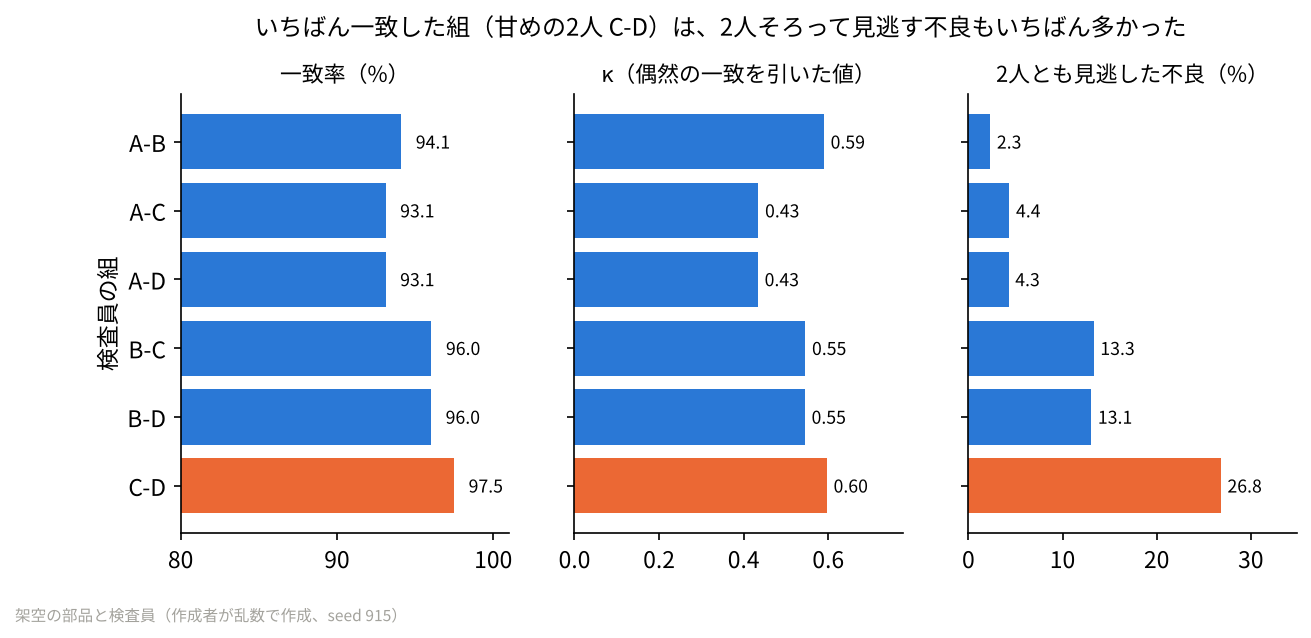 いちばん一致した組（甘めの2人 C-D）は、2人そろって見逃す不良もいちばん多かった
一致率（%）
κ（偶然の一致を引いた値）
2人とも見逃した不良（%）
検査員の組
A-B
94.1
0.59
2.3
A-C
93.1
0.43
4.4
A-D
93.1
0.43
4.3
B-C
96.0
0.55
13.3
B-D
96.0
0.55
13.1
C-D
97.5
0.60
26.8
80 90 100
0.0 0.2 0.4 0.6
0 10 20 30
架空の部品と検査員（作成者が乱数で作成、seed 915）